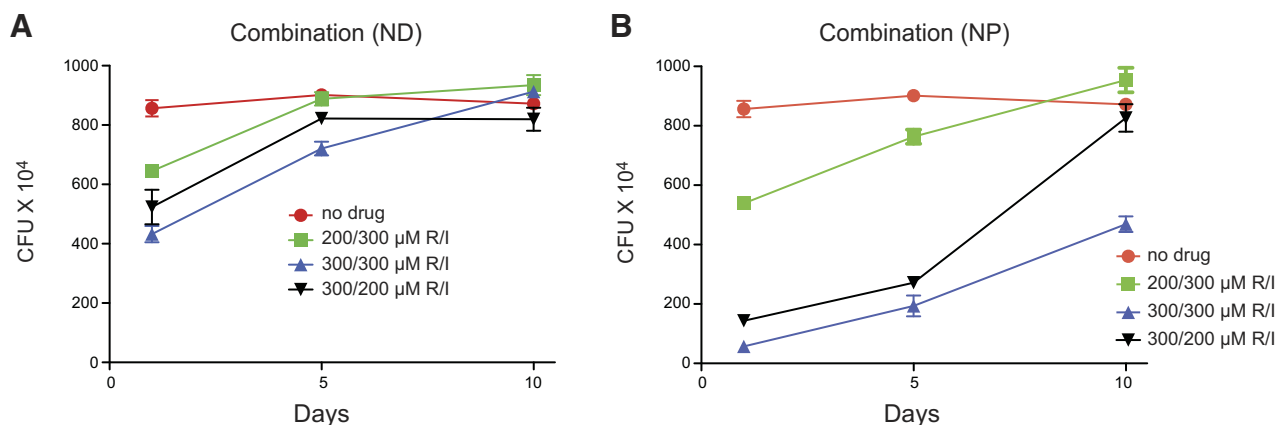 A
Combination (ND)
1000
800
600
400
200
0
CFU X 10⁴
0
5
10
Days
no drug
200/300 µM R/I
300/300 µM R/I
300/200 µM R/I
B
Combination (NP)
1000
800
600
400
200
0
CFU X 10⁴
0
5
10
Days
no drug
200/300 µM R/I
300/300 µM R/I
300/200 µM R/I